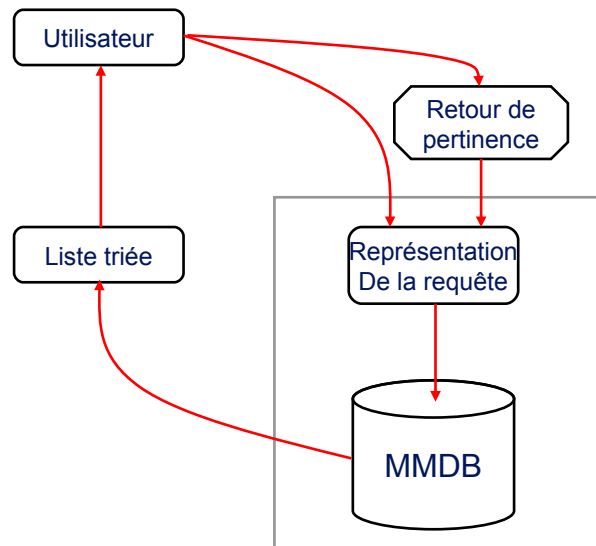 Utilisateur
Retour de
pertinence
Liste triée
Représentation
De la requête
MMDB